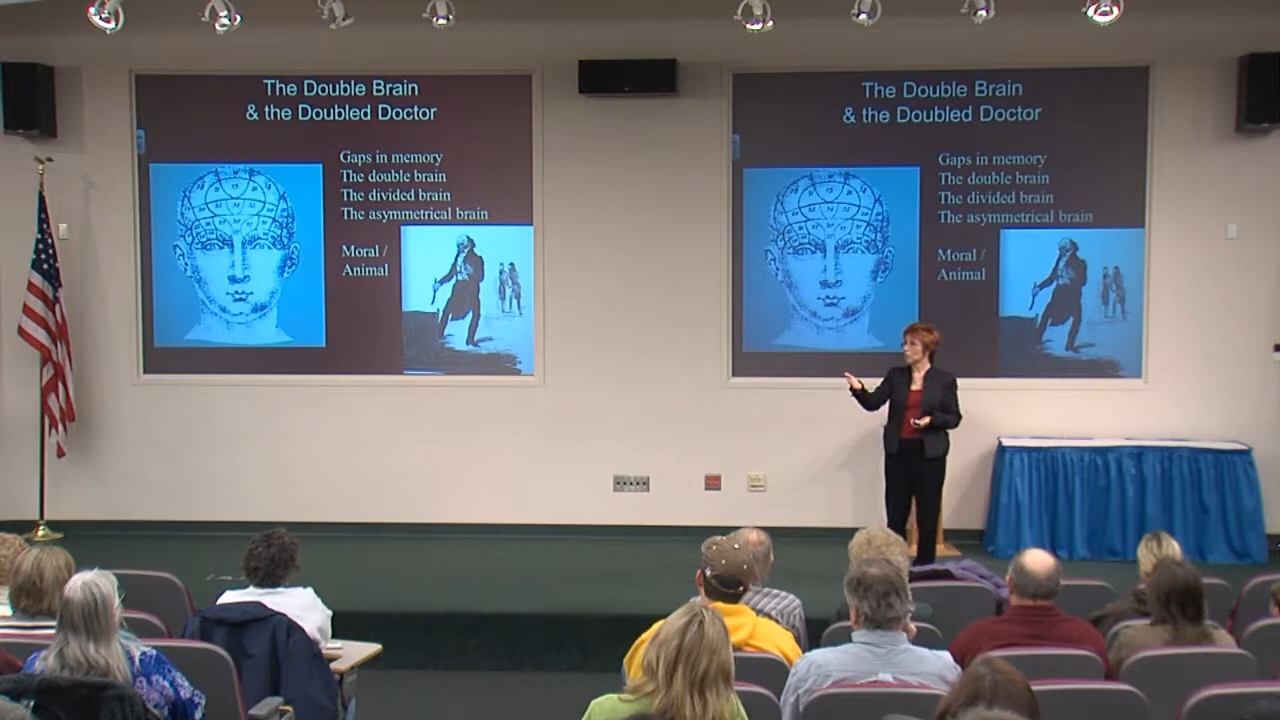 The Double Brain
& the Doubled Doctor
Gaps in memory
The double brain
The divided brain
The asymmetrical brain
Moral /
Animal
The Double Brain
& the Doubled Doctor
Gaps in memory
The double brain
The divided brain
The asymmetrical brain
Moral /
Animal